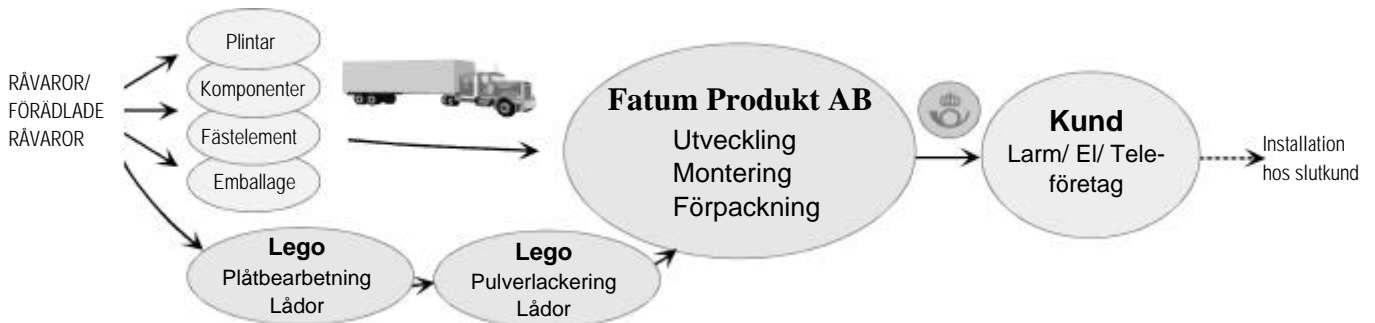 RÅVAROR/
FÖRÄDLADE
RÅVAROR
Plintar
Komponenter
Fästelement
Emballage
Lego
Plåtbearbetning
Lådor
Lego
Pulverlackering
Lådor
Fatum Produkt AB
Utveckling
Montering
Förpackning
Kund
Larm/ El/ Tele-
företag
Installation
hos slutkund